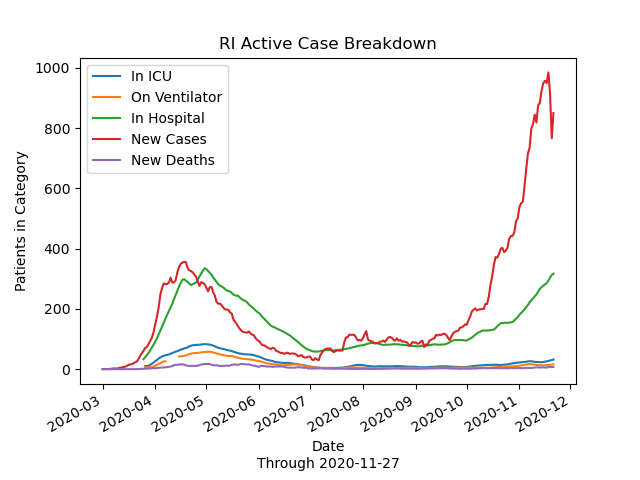 RI Active Case Breakdown
In ICU
On Ventilator
In Hospital
New Cases
New Deaths
Patients in Category
1000
800
600
400
200
0
2020-03
2020-04
2020-05
2020-06
2020-07
2020-08
2020-09
2020-10
2020-11
2020-12
Date
Through 2020-11-27